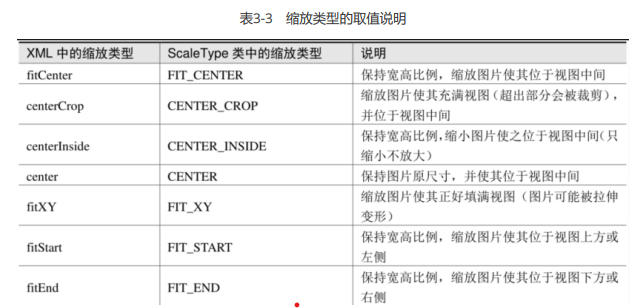 表3-3 缩放类型的取值说明
XML 中的缩放类型 ScaleType 类中的缩放类型 说明
fitCenter FIT_CENTER 保持宽高比例，缩放图片使其位于视图中间
centerCrop CENTER_CROP 缩放图片使其充满视图（超出部分会被裁剪），
并位于视图中间
centerInside CENTER_INSIDE 保持宽高比例，缩小图片使之位于视图中间（只
缩小不放大）
center CENTER 保持图片原尺寸，并使其位于视图中间
fitXY FIT_XY 缩放图片使其正好填满视图（图片可能被拉伸
变形）
fitStart FIT_START 保持宽高比例，缩放图片使其位于视图上方或
左侧
fitEnd FIT_END 保持宽高比例，缩放图片使其位于视图下方或
右侧